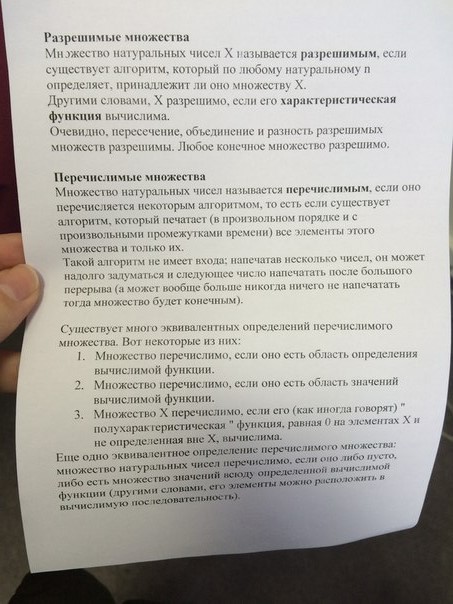 Разрешимые множества
Множество натуральных чисел X называется разрешимым, если
существует алгоритм, который по любому натуральному n
определяет, принадлежит ли оно множеству X.
Другими словами, X разрешимо, если его характеристическая
функция вычислима.
Очевидно, пересечение, объединение и разность разрешимых
множеств разрешимы. Любое конечное множество разрешимо.
Перечислимые множества
Множество натуральных чисел называется перечислимым, если оно
перечисляется некоторым алгоритмом, то есть если существует
алгоритм, который печатает (в произвольном порядке и с
произвольными промежутками времени) все элементы этого
множества и только их.
Такой алгоритм не имеет входа; напечатав несколько чисел, он может
надолго задуматься и следующее число напечатать после большого
перерыва (а может вообще больше никогда ничего не напечатать
тогда множество будет конечным).
Существует много эквивалентных определений перечислимого
множества. Вот некоторые из них:
1. Множество перечислимо, если оно есть область определения
вычислимой функции.
2. Множество перечислимо, если оно есть область значений
вычислимой функции.
3. Множество X перечислимо, если его (как иногда говорят) "
полухарактеристическая " функция, равная 0 на элементах X и
не определенная вне X, вычислима.
Еще одно эквивалентное определение перечислимого множества:
множество натуральных чисел перечислимо, если оно либо пусто,
либо есть множество значений всюду определенной вычислимой
функции (другими словами, его элементы можно расположить в
вычислимую последовательность).